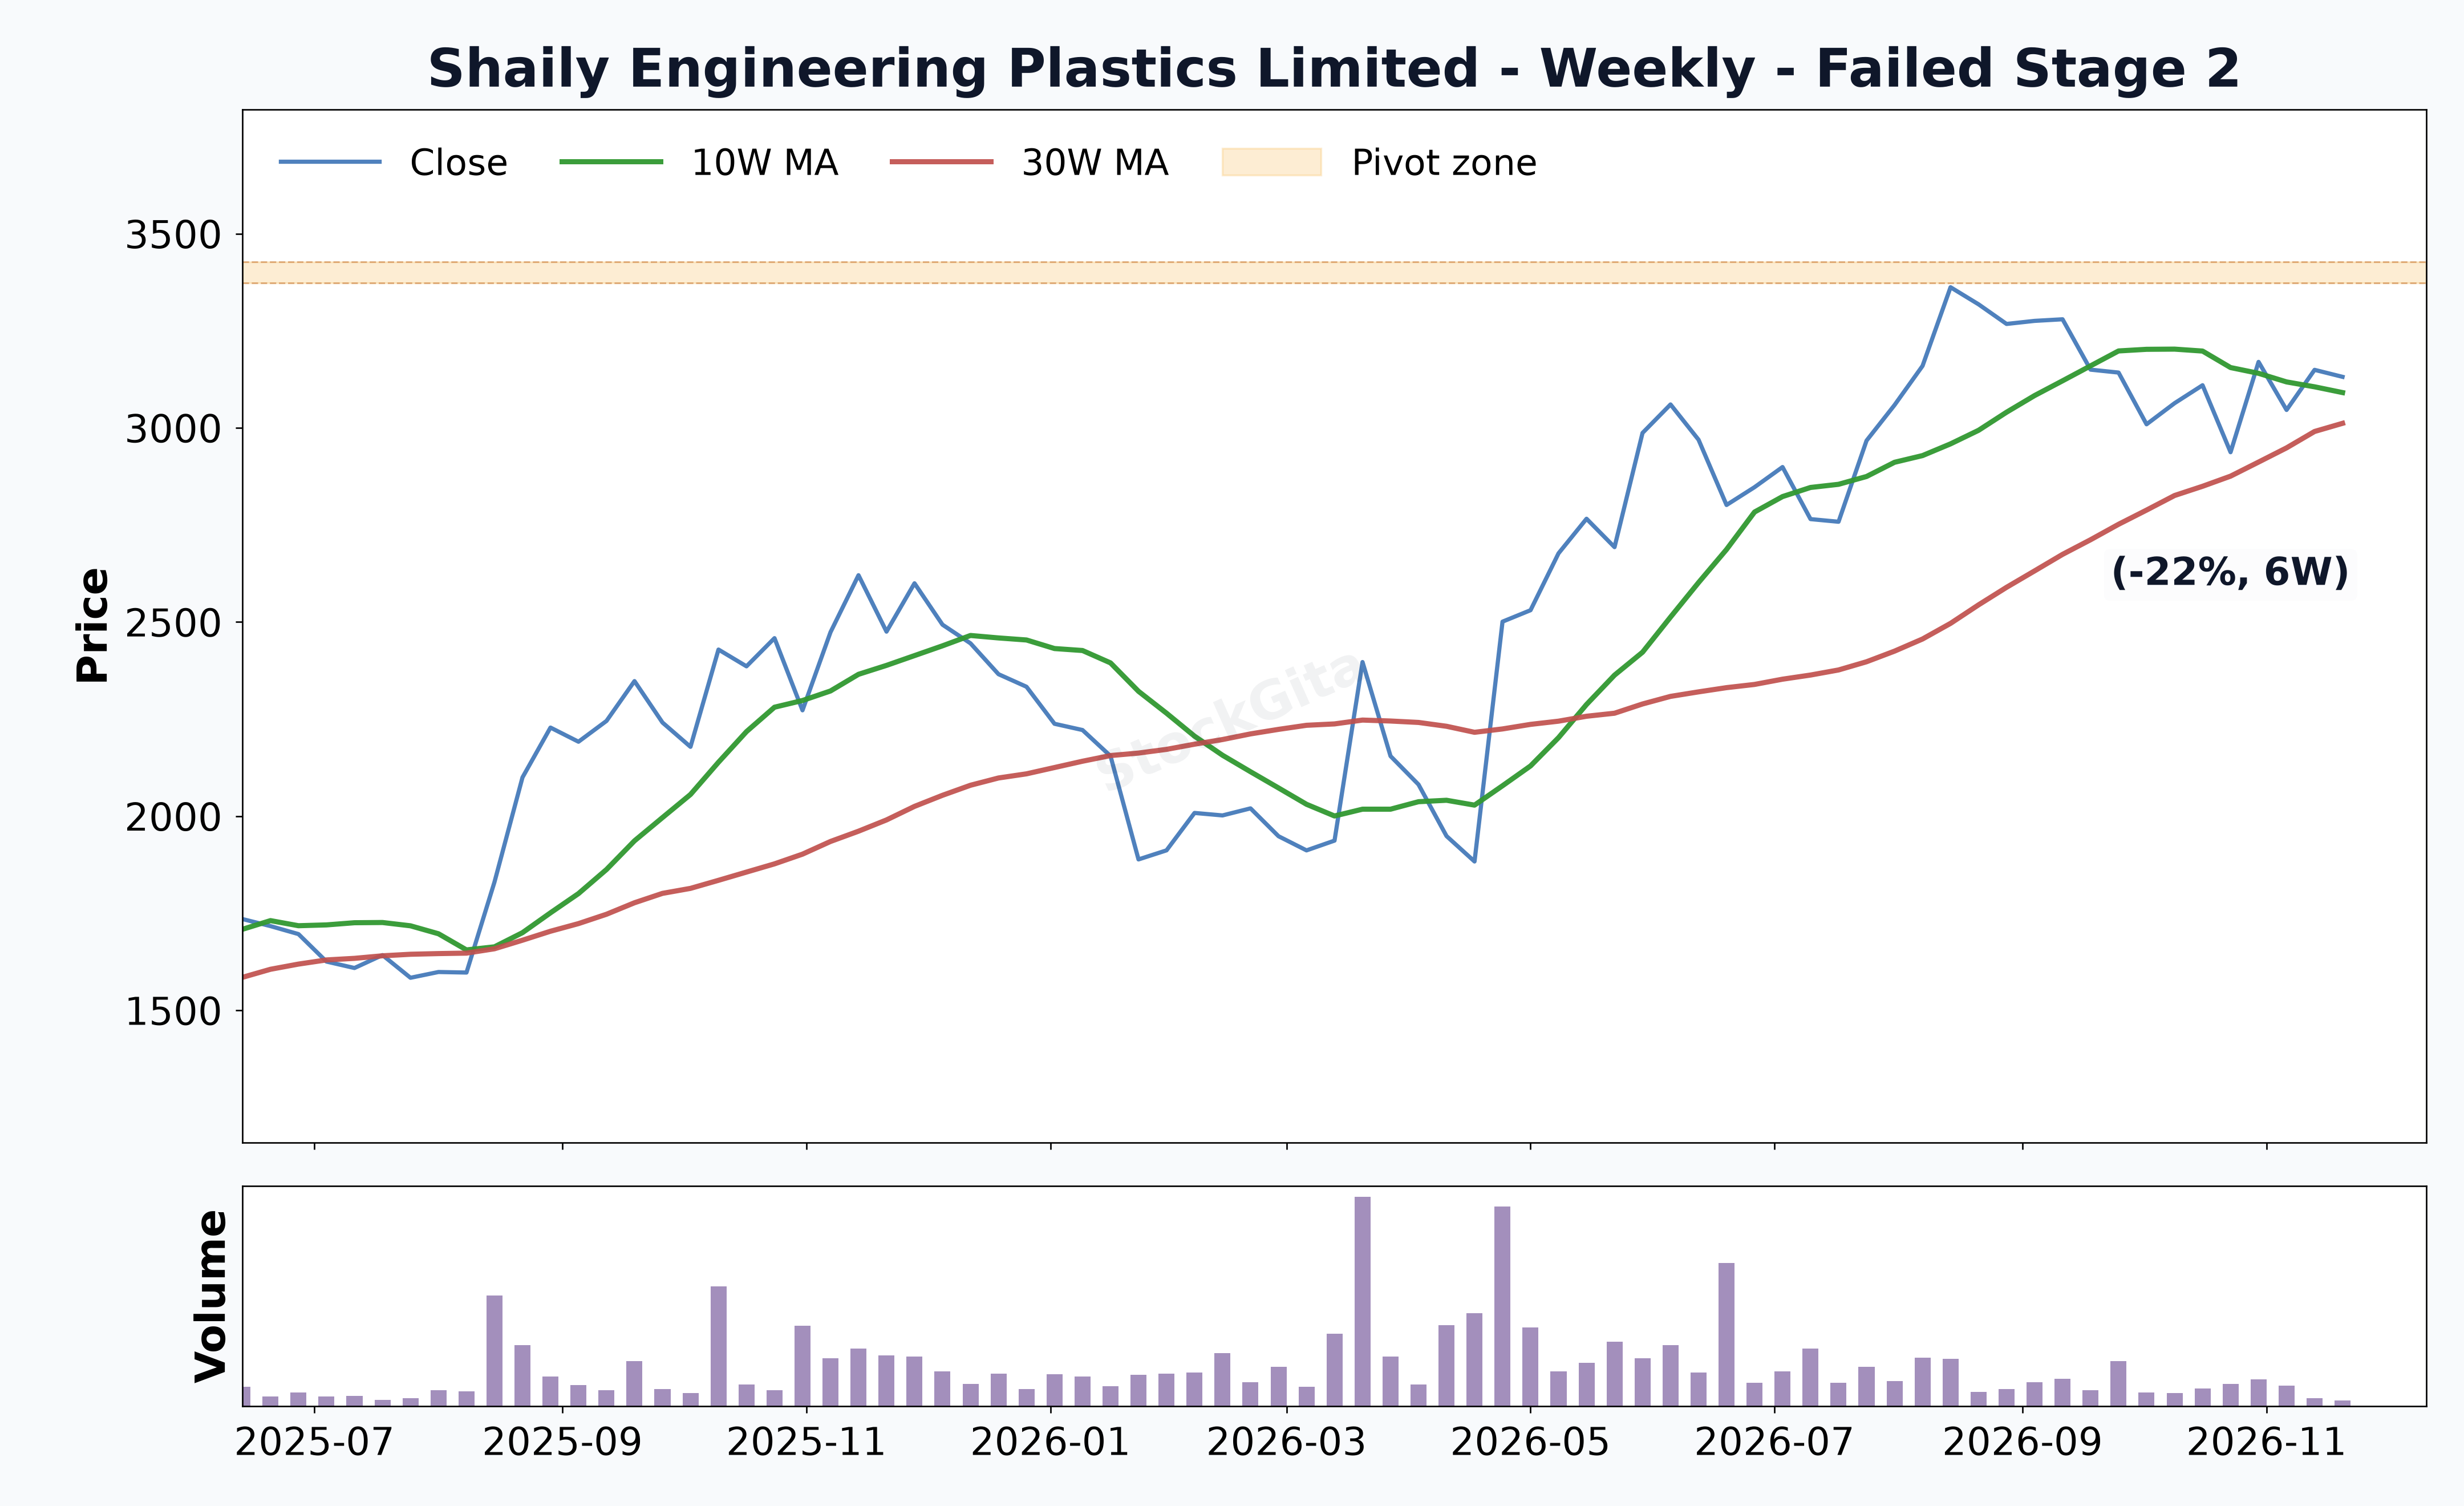 Shaily Engineering Plastics Limited - Weekly - Failed Stage 2
Close 10W MA 30W MA Pivot zone
3500
3000
2500
2000
1500
Price
(-22%, 6W)
StockGita
Volume
2025-07 2025-09 2025-11 2026-01 2026-03 2026-05 2026-07 2026-09 2026-11